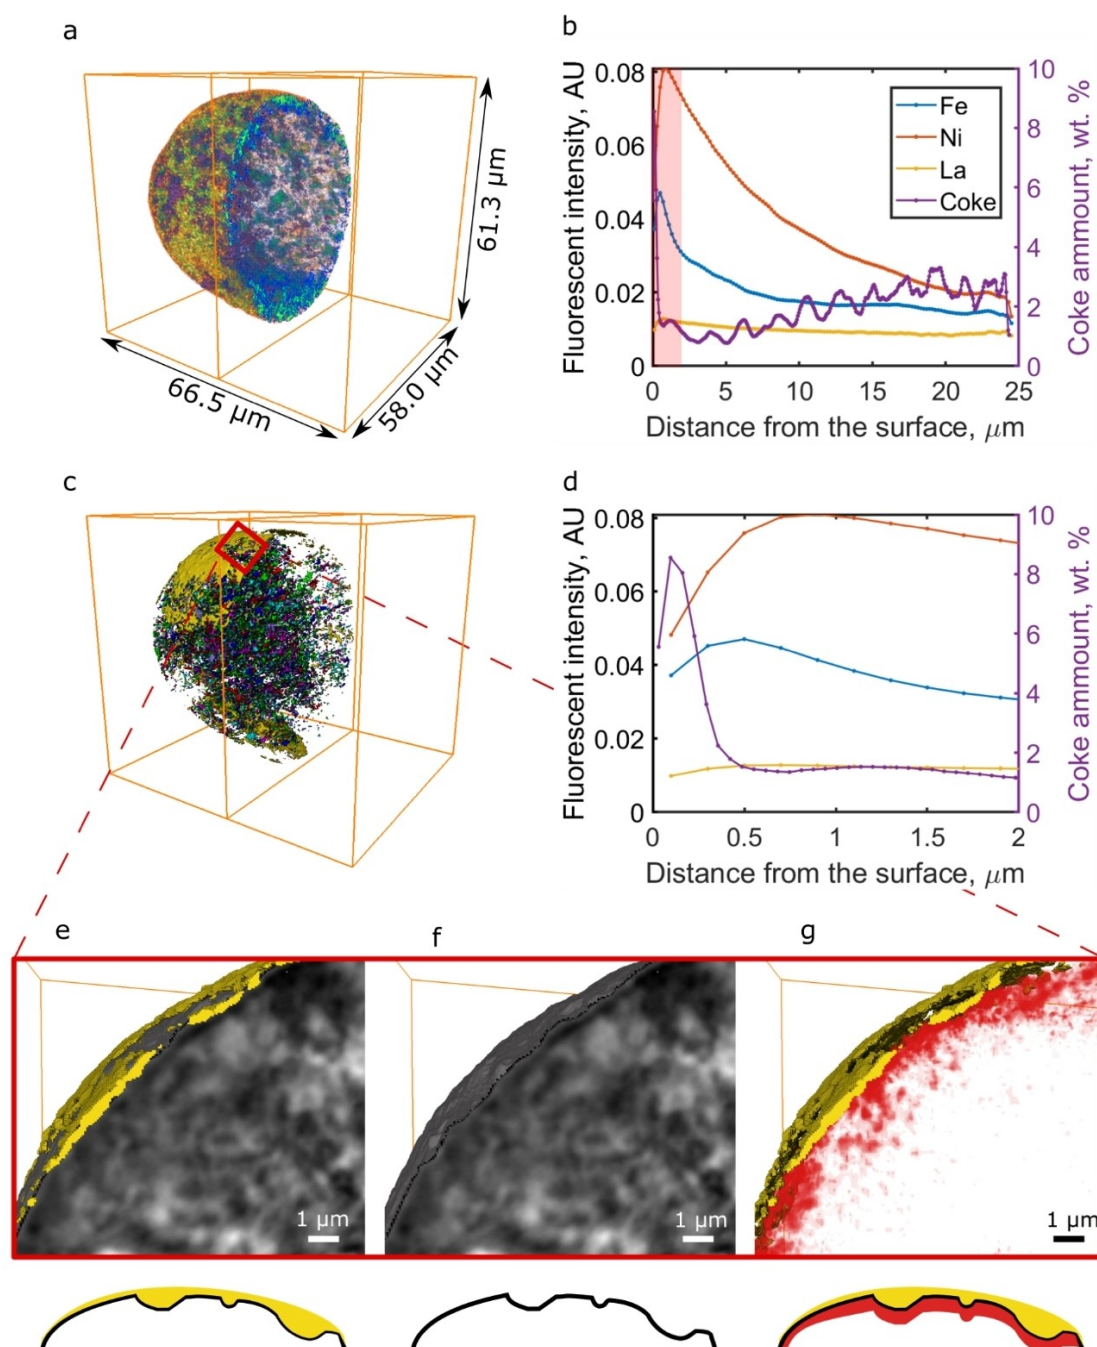 a
61.3 μm
66.5 μm
58.0 μm
b
Fluorescent intensity, AU
0.08
0.06
0.04
0.02
0
Fe
Ni
La
Coke
10
8
6
4
2
0
Coke ammount, wt. %
0 5 10 15 20 25
Distance from the surface, μm
c
d
Fluorescent intensity, AU
0.08
0.06
0.04
0.02
0
10
8
6
4
2
0
Coke ammount, wt. %
0 0.5 1 1.5 2
Distance from the surface, μm
e
f
g
1 μm
1 μm
1 μm